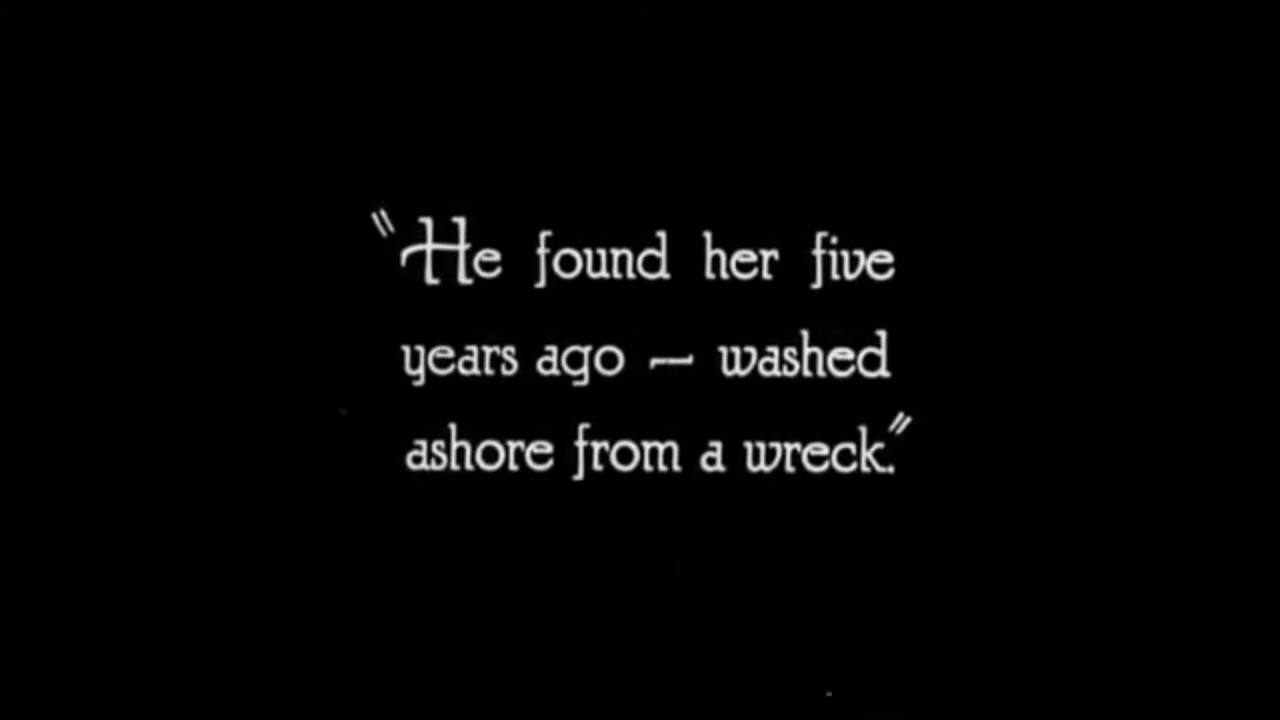 "He found her five
years ago — washed
ashore from a wreck."